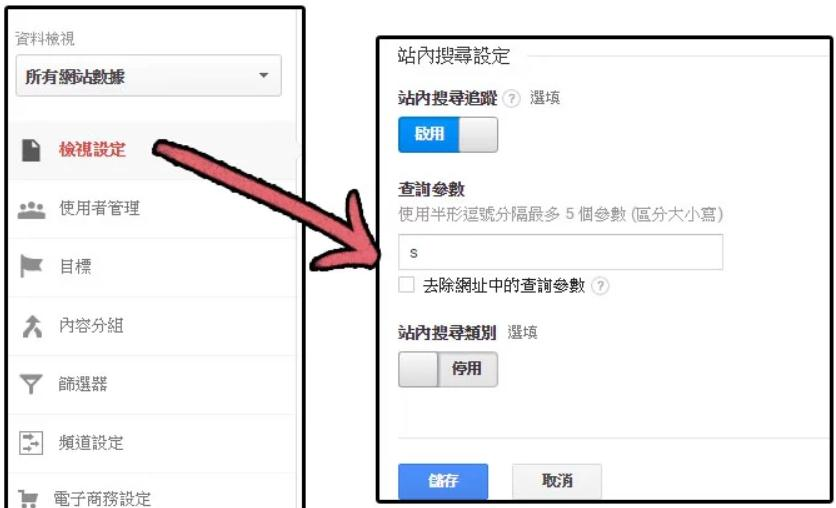 資料檢視
所有網站數據
檢視設定
使用者管理
目標
內容分組
篩選器
頻道設定
電子商務設定
站內搜尋設定
站內搜尋追蹤 ? 選填
啟用
查詢參數
使用半形逗號分隔最多 5 個參數 (區分大小寫)
s
去除網址中的查詢參數 ?
站內搜尋類別 選填
停用
儲存 取消